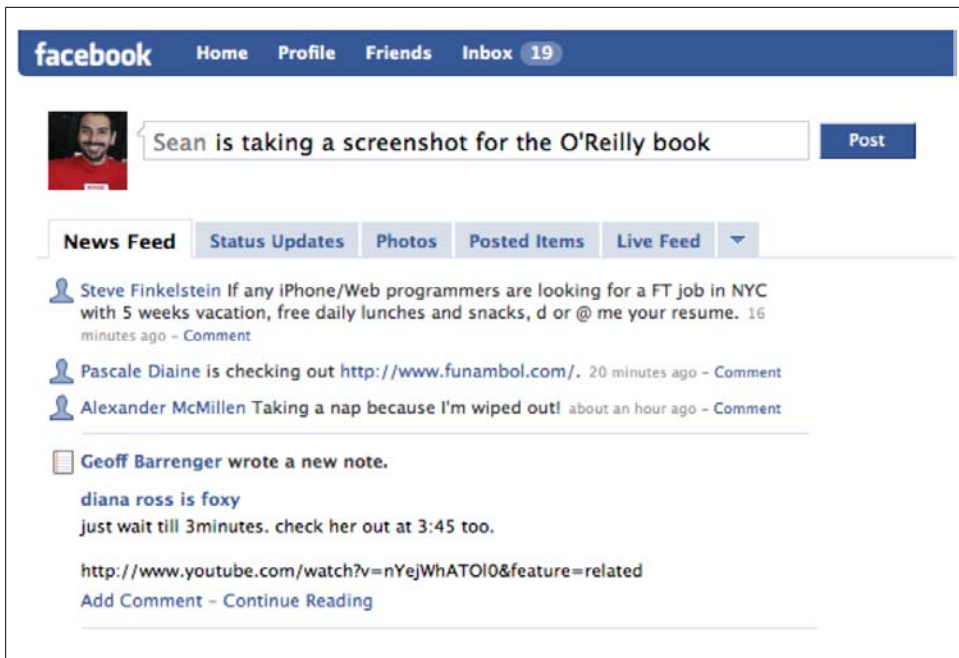 facebook Home Profile Friends Inbox 19
Sean is taking a screenshot for the O'Reilly book Post
News Feed Status Updates Photos Posted Items Live Feed
Steve Finkelstein If any iPhone/Web programmers are looking for a FT job in NYC
with 5 weeks vacation, free daily lunches and snacks, d or @ me your resume. 16
minutes ago – Comment
Pascale Diaine is checking out http://www.funambol.com/. 20 minutes ago – Comment
Alexander McMillen Taking a nap because I'm wiped out! about an hour ago – Comment
Geoff Barrenger wrote a new note.
diana ross is foxy
just wait till 3minutes. check her out at 3:45 too.
http://www.youtube.com/watch?v=nYejWhATOl0&feature=related
Add Comment – Continue Reading